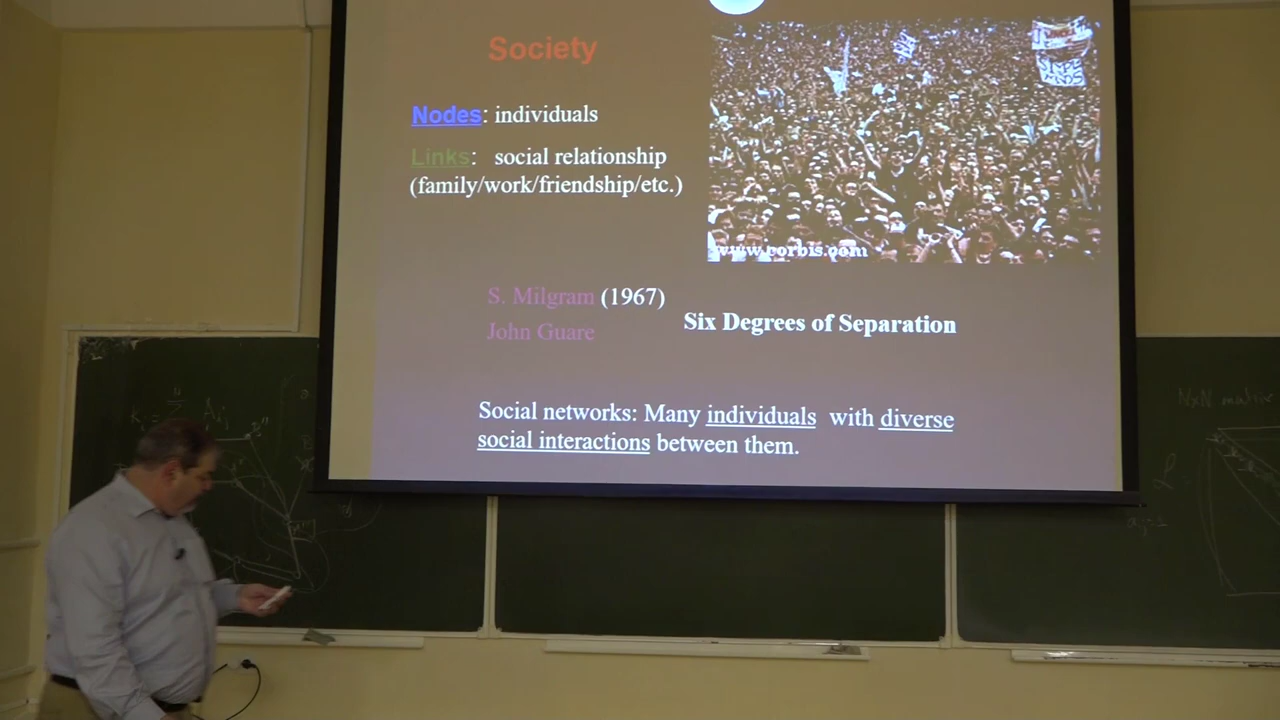 Society
Nodes: individuals
Links: social relationship
(family/work/friendship/etc.)
www.corbis.com
S. Milgram (1967)
John Guare
Six Degrees of Separation
Social networks: Many individuals with diverse
social interactions between them.
NxN matrix